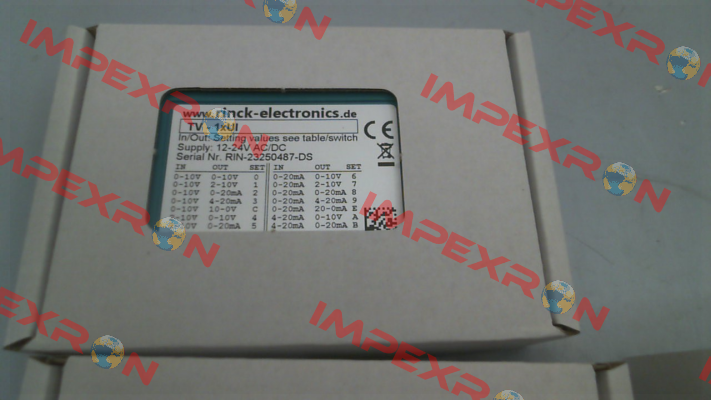 www.rinck-electronics.de
TV - 1xUI
In/Out: Setting values see table/switch
Supply: 12-24V AC/DC
Serial Nr. RIN-23250487-DS
CE
IN OUT SET IN OUT SET
0-10V 0-10V 0 0-20mA 0-10V 6
0-10V 2-10V 1 0-20mA 2-10V 7
0-10V 0-20mA 2 0-20mA 0-20mA 8
0-10V 4-20mA 3 0-20mA 4-20mA 9
0-10V 10-0V C 0-20mA 20-0mA E
0-10V 4 4-20mA 0-10V A
0-20mA 5 4-20mA 0-20mA B
IMPEXRON
IMPEXRON
IMPEXRON
IMPEXRON
IMPEXRON